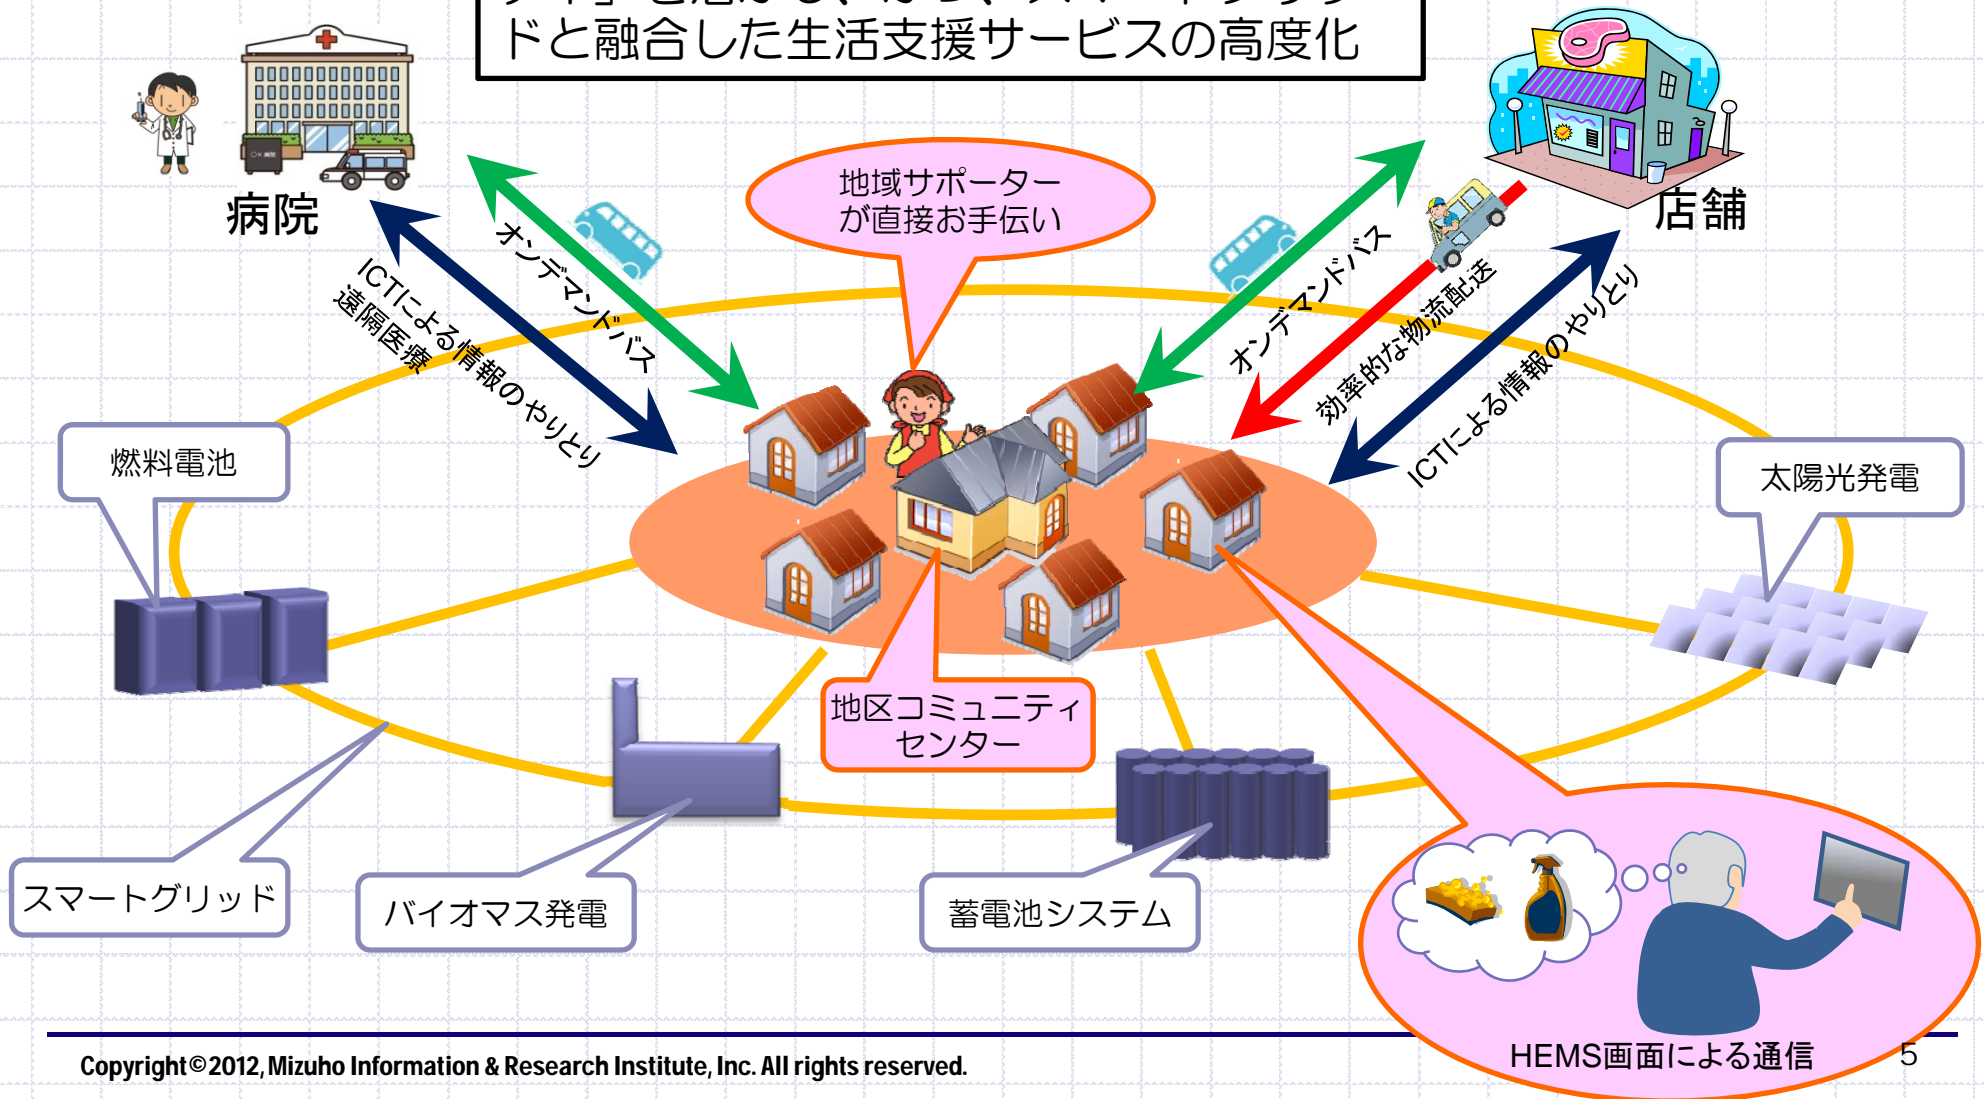 ドと融合した生活支援サービスの高度化
病院
店舗
地域サポーター
が直接お手伝い
オンデマンドバス
ICTによる情報のやりとり
遠隔医療
オンデマンドバス
効率的な物流配送
ICTによる情報のやりとり
燃料電池
太陽光発電
地区コミュニティ
センター
スマートグリッド
バイオマス発電
蓄電池システム
HEMS画面による通信
Copyright©2012, Mizuho Information & Research Institute, Inc. All rights reserved.
5